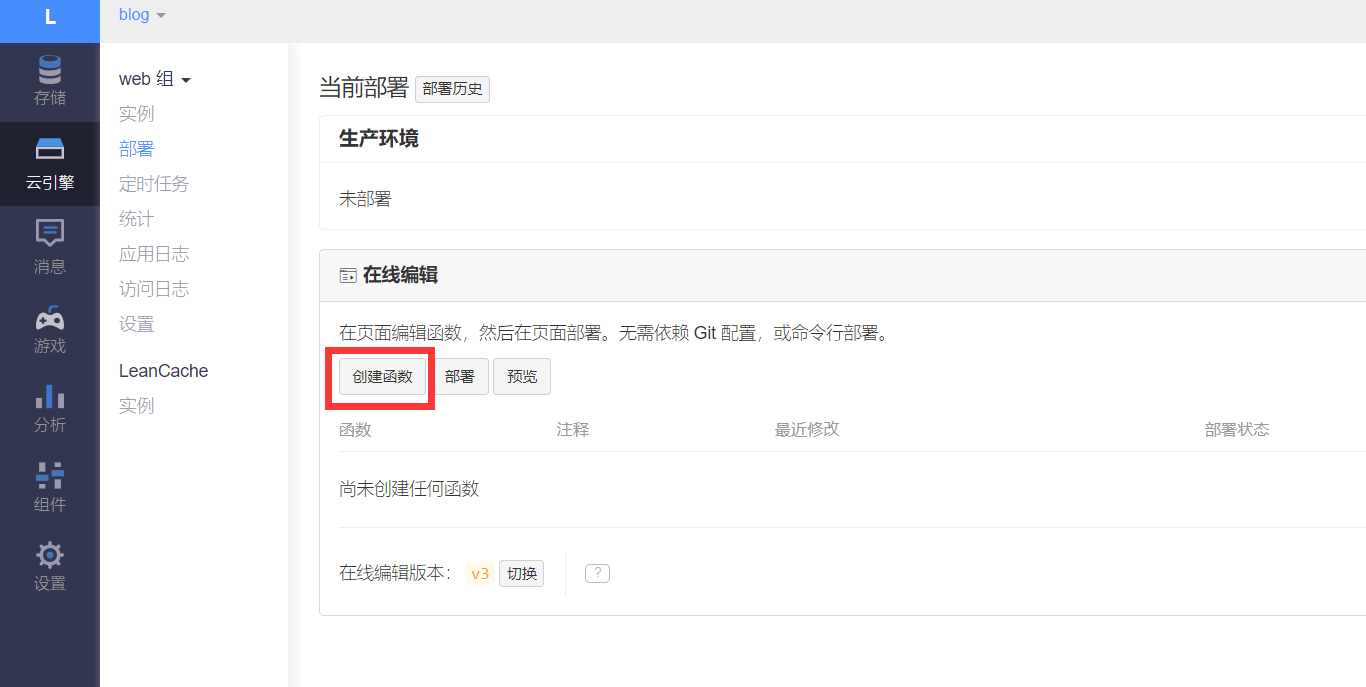 L
blog
存储
云引擎
消息
游戏
分析
组件
设置
web 组
实例
部署
定时任务
统计
应用日志
访问日志
设置
LeanCache
实例
当前部署 部署历史
生产环境
未部署
在线编辑
在页面编辑函数，然后在页面部署。无需依赖 Git 配置，或命令行部署。
创建函数 部署 预览
函数 注释 最近修改 部署状态
尚未创建任何函数
在线编辑版本： v3 切换 ?